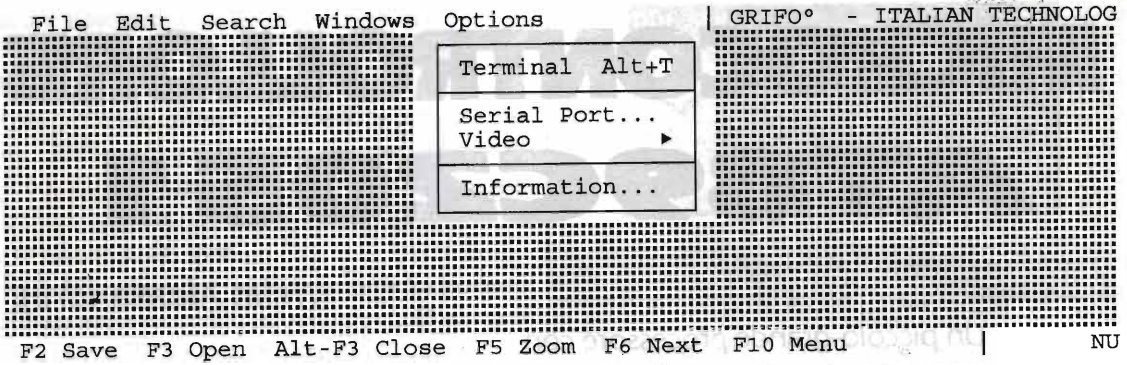 File Edit Search Windows Options | GRIFO° - ITALIAN TECHNOLOG
Terminal Alt+T
Serial Port...
Video ►
Information...
F2 Save F3 Open Alt-F3 Close F5 Zoom F6 Next F10 Menu | NU